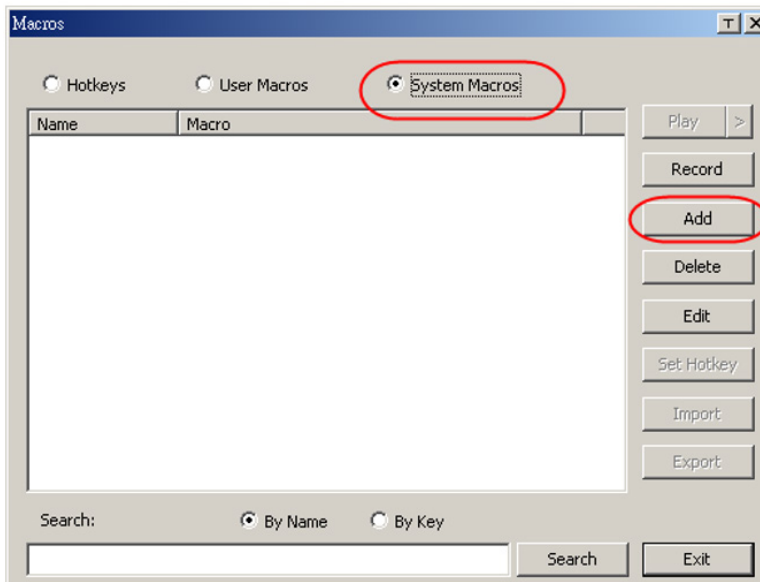 Macros
Hotkeys User Macros System Macros
Name Macro
Play >
Record
Add
Delete
Edit
Set Hotkey
Import
Export
Search: By Name By Key
Search Exit